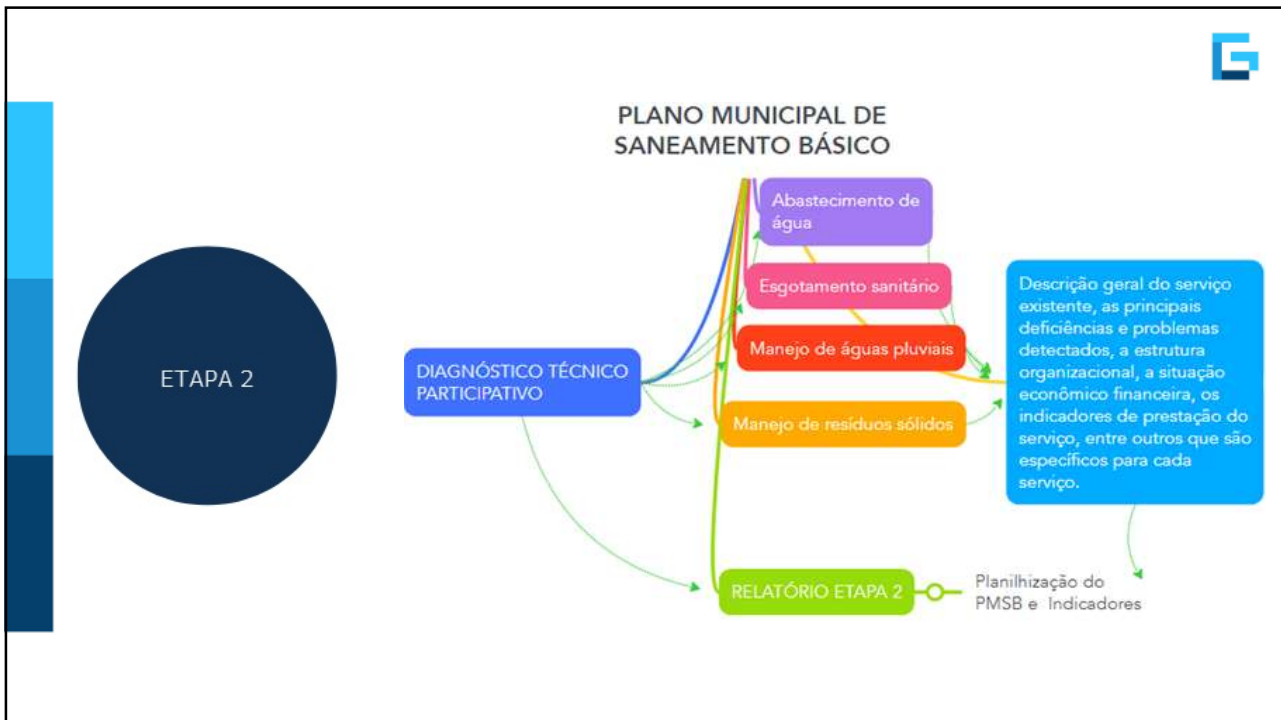 PLANO MUNICIPAL DE
SANEAMENTO BÁSICO
ETAPA 2
DIAGNÓSTICO TÉCNICO
PARTICIPATIVO
Abastecimento de
água
Esgotamento sanitário
Manejo de águas pluviais
Manejo de resíduos sólidos
Descrição geral do serviço
existente, as principais
deficiências e problemas
detectados, a estrutura
organizacional, a situação
econômico financeira, os
indicadores de prestação do
serviço, entre outros que são
específicos para cada
serviço.
RELATÓRIO ETAPA 2
Planilhização do
PMSB e Indicadores